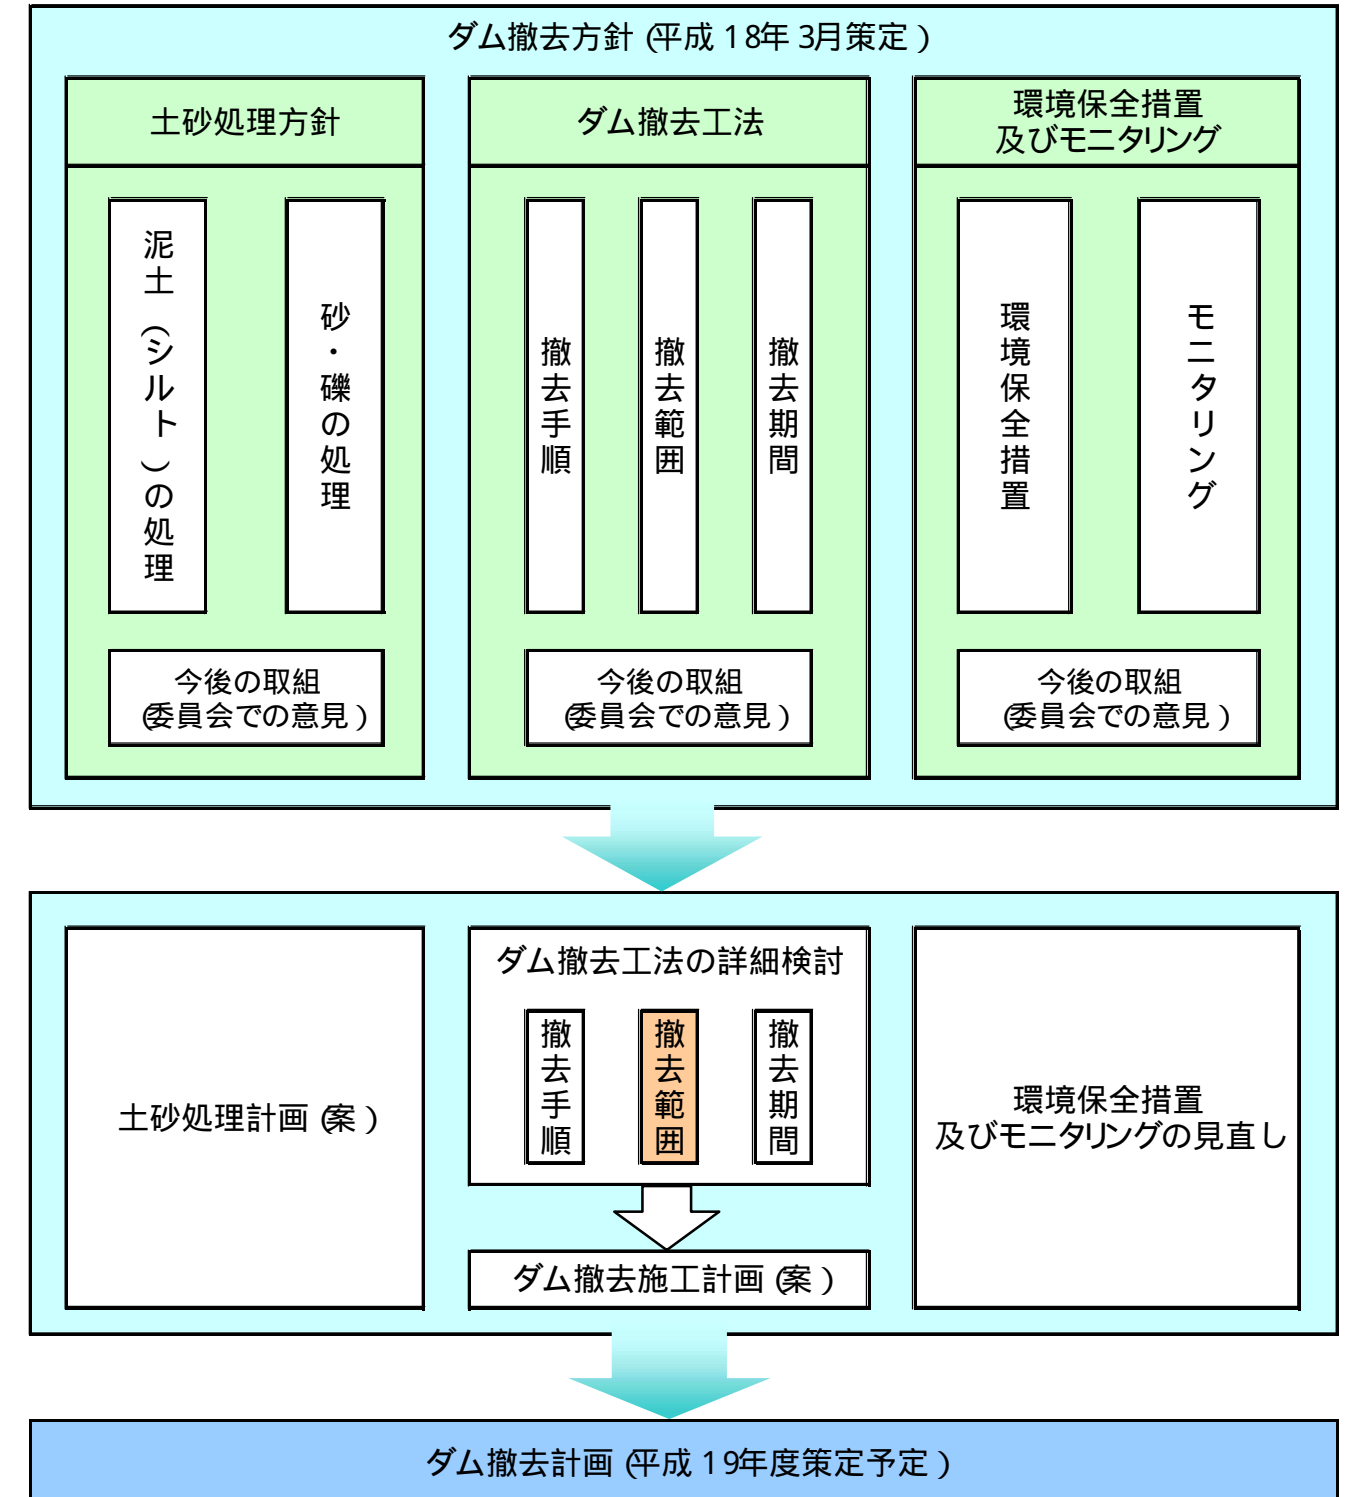 ダム撤去方針（平成18年3月策定）
土砂処理方針
泥土（シルト）の処理
砂・礫の処理
今後の取組
（委員会での意見）
ダム撤去工法
撤去手順
撤去範囲
撤去期間
今後の取組
（委員会での意見）
環境保全措置
及びモニタリング
環境保全措置
モニタリング
今後の取組
（委員会での意見）
土砂処理計画（案）
ダム撤去工法の詳細検討
撤去手順
撤去範囲
撤去期間
ダム撤去施工計画（案）
環境保全措置
及びモニタリングの見直し
ダム撤去計画（平成19年度策定予定）